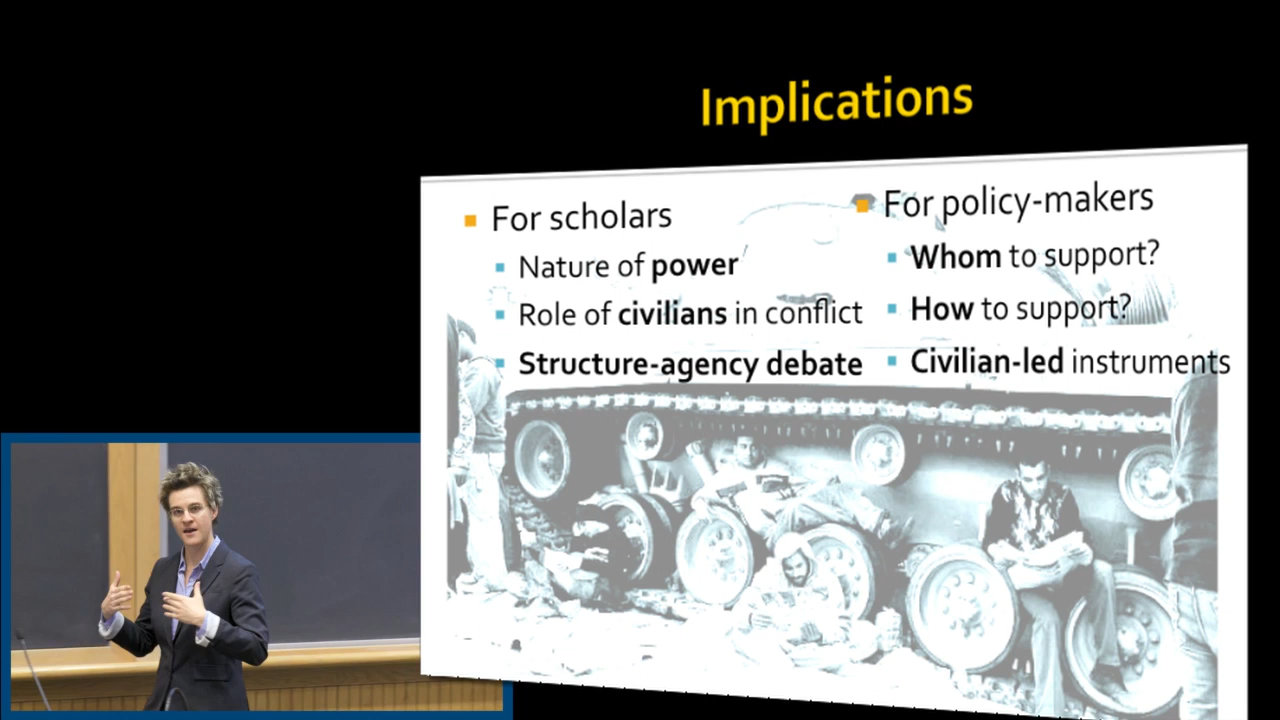 Implications
For scholars
Nature of power
Role of civilians in conflict
Structure-agency debate
For policy-makers
Whom to support?
How to support?
Civilian-led instruments